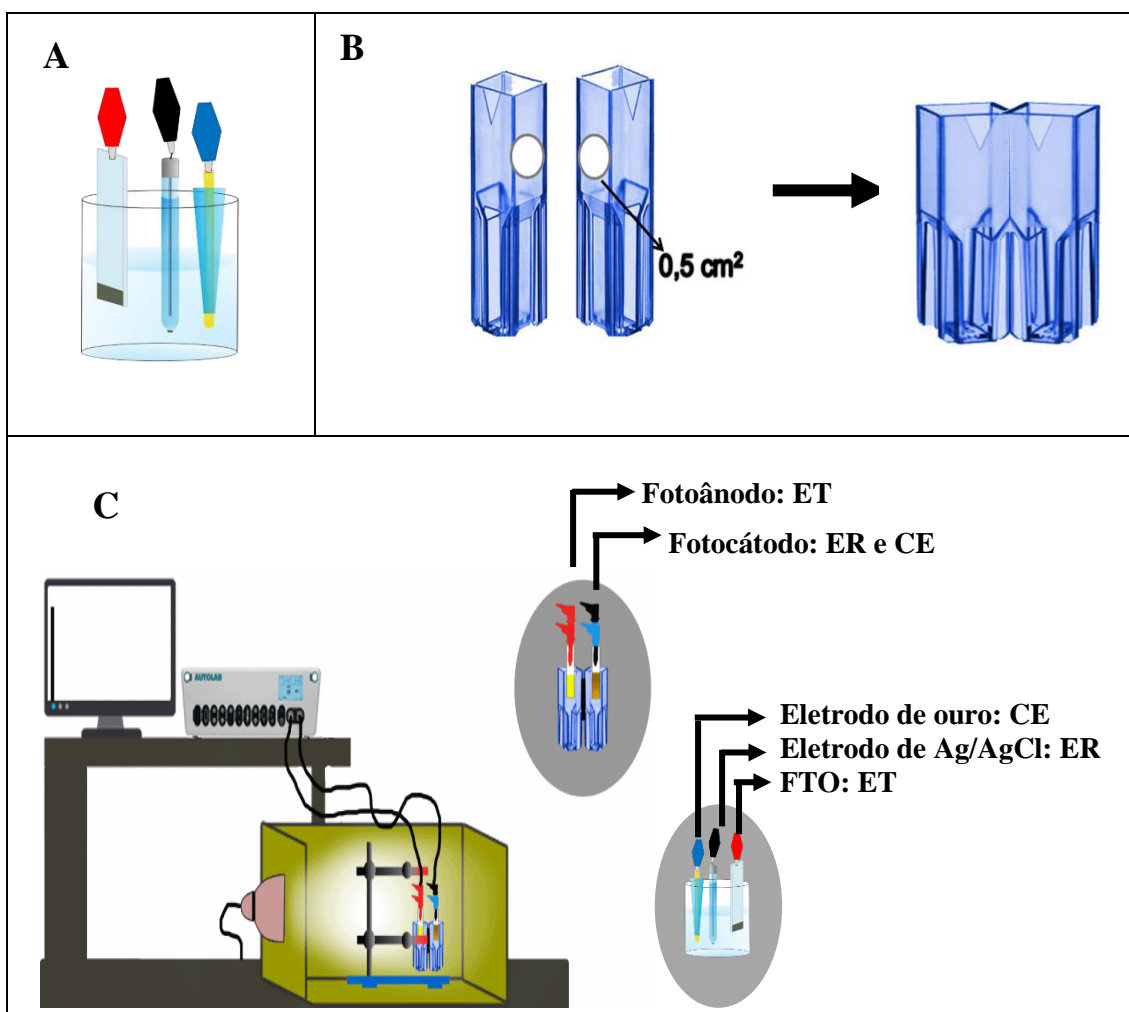 A
B
0,5 cm²
C
Fotoânodo: ET
Fotocátodo: ER e CE
AUTOLAB
Eletrodo de ouro: CE
Eletrodo de Ag/AgCl: ER
FTO: ET